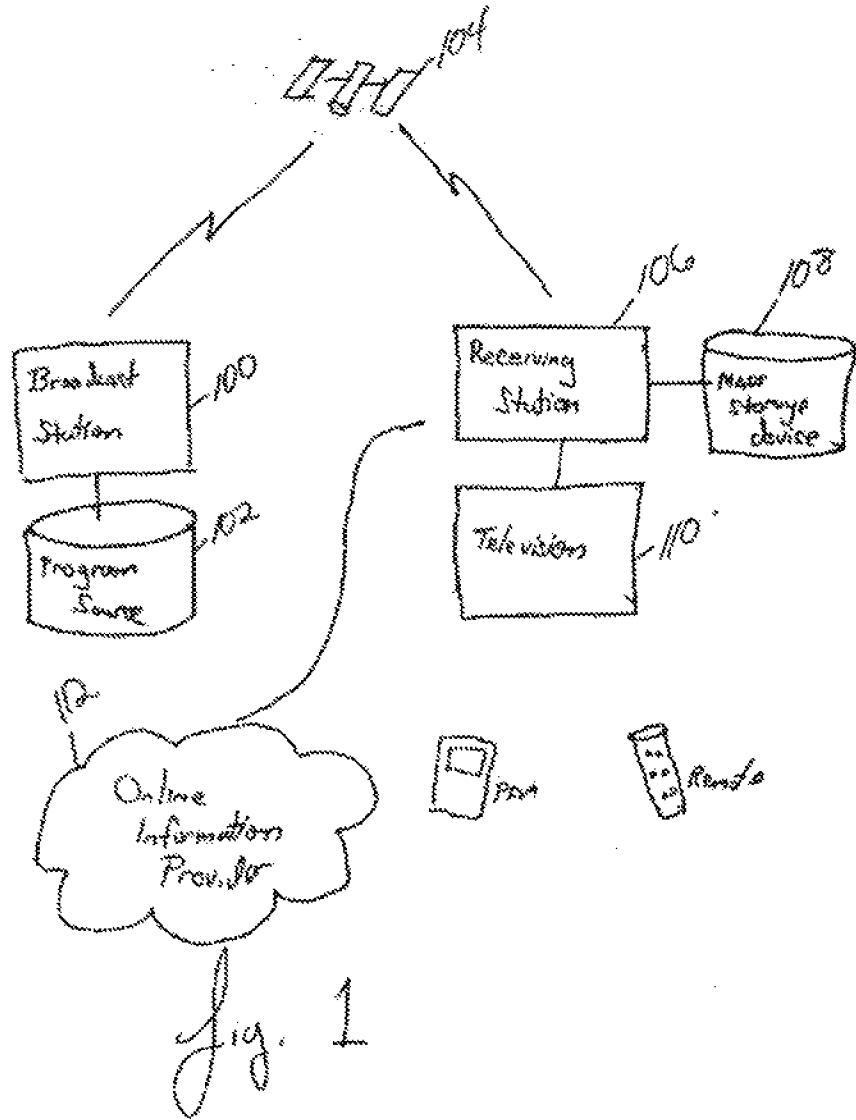 104
106
108
Broadcast
Station
100
Receiving
Station
Mass
storage
device
102
Program
Source
Television
110
112
Online
Information
Provider
PDA
Remote
Fig. 1